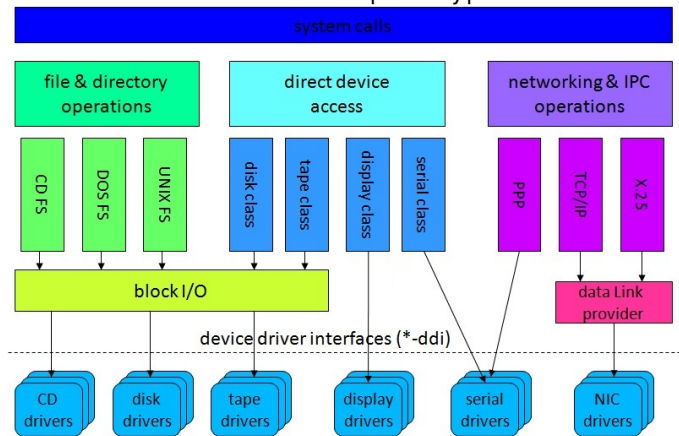 system calls
file & directory
operations
direct device
access
networking & IPC
operations
CD FS
DOS FS
UNIX FS
disk class
tape class
display class
serial class
PPP
TCP/IP
X.25
block I/O
data Link
provider
device driver interfaces (*-ddi)
CD
drivers
disk
drivers
tape
drivers
display
drivers
serial
drivers
NIC
drivers